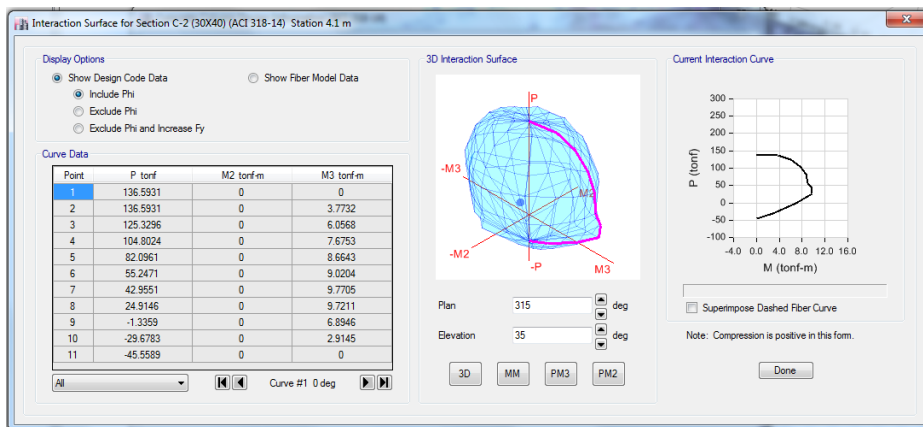 Interaction Surface for Section C-2 (30X40) (ACI 318-14) Station 4.1 m
Display Options
Show Design Code Data
Show Fiber Model Data
Include Phi
Exclude Phi
Exclude Phi and Increase Fy
Curve Data
Point P tonf M2 tonf-m M3 tonf-m
1 136.5931 0 0
2 136.5931 0 3.7732
3 125.3296 0 6.0568
4 104.8024 0 7.6753
5 82.0961 0 8.6643
6 55.2471 0 9.0204
7 42.9551 0 9.7705
8 24.9146 0 9.7211
9 -1.3359 0 6.8946
10 -29.6783 0 2.9145
11 -45.5589 0 0
All
Curve #1 0 deg
3D Interaction Surface
P
-M3
M2
-M2
-P
M3
Plan 315 deg
Elevation 35 deg
3D MM PM3 PM2
Current Interaction Curve
P (tonf)
300
250
200
150
100
50
0
-50
-100
-4.0 0.0 4.0 8.0 12.0 16.0
M (tonf-m)
Superimpose Dashed Fiber Curve
Note: Compression is positive in this form.
Done